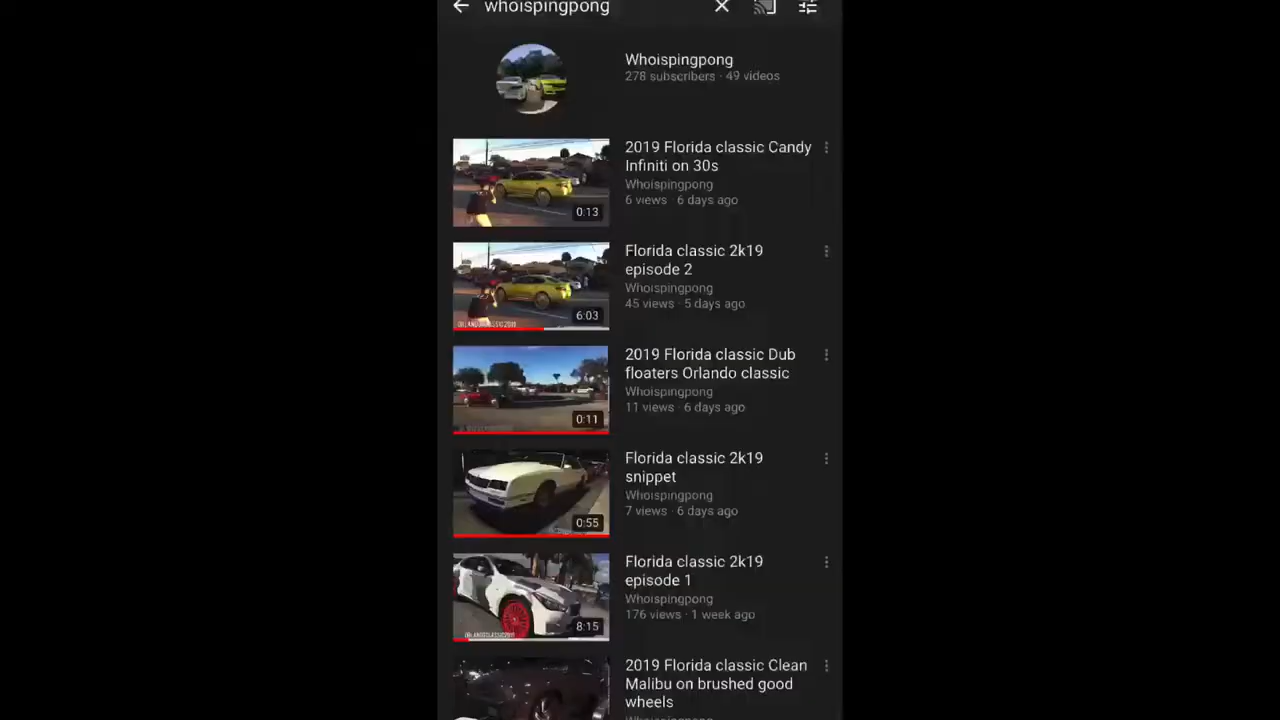 whoispingpong
Whoispingpong
278 subscribers · 49 videos
2019 Florida classic Candy
Infiniti on 30s
Whoispingpong
6 views · 6 days ago
0:13
Florida classic 2k19
episode 2
Whoispingpong
45 views · 5 days ago
6:03
2019 Florida classic Dub
floaters Orlando classic
Whoispingpong
11 views · 6 days ago
0:11
Florida classic 2k19
snippet
Whoispingpong
7 views · 6 days ago
0:55
Florida classic 2k19
episode 1
Whoispingpong
176 views · 1 week ago
8:15
2019 Florida classic Clean
Malibu on brushed good
wheels
Whoispingpong